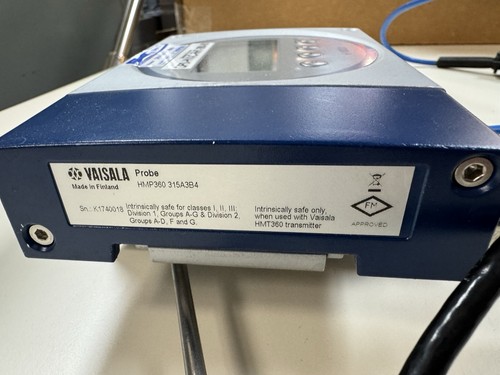 VAISALA Probe
Made in Finland HMP360 315A3B4
Sn.: K1740018 Intrinsically safe for classes I, II, III:
Division 1, Groups A-G & Division 2,
Groups A-D, F and G.
Intrinsically safe only,
when used with Vaisala
HMT360 transmitter
FM
APPROVED